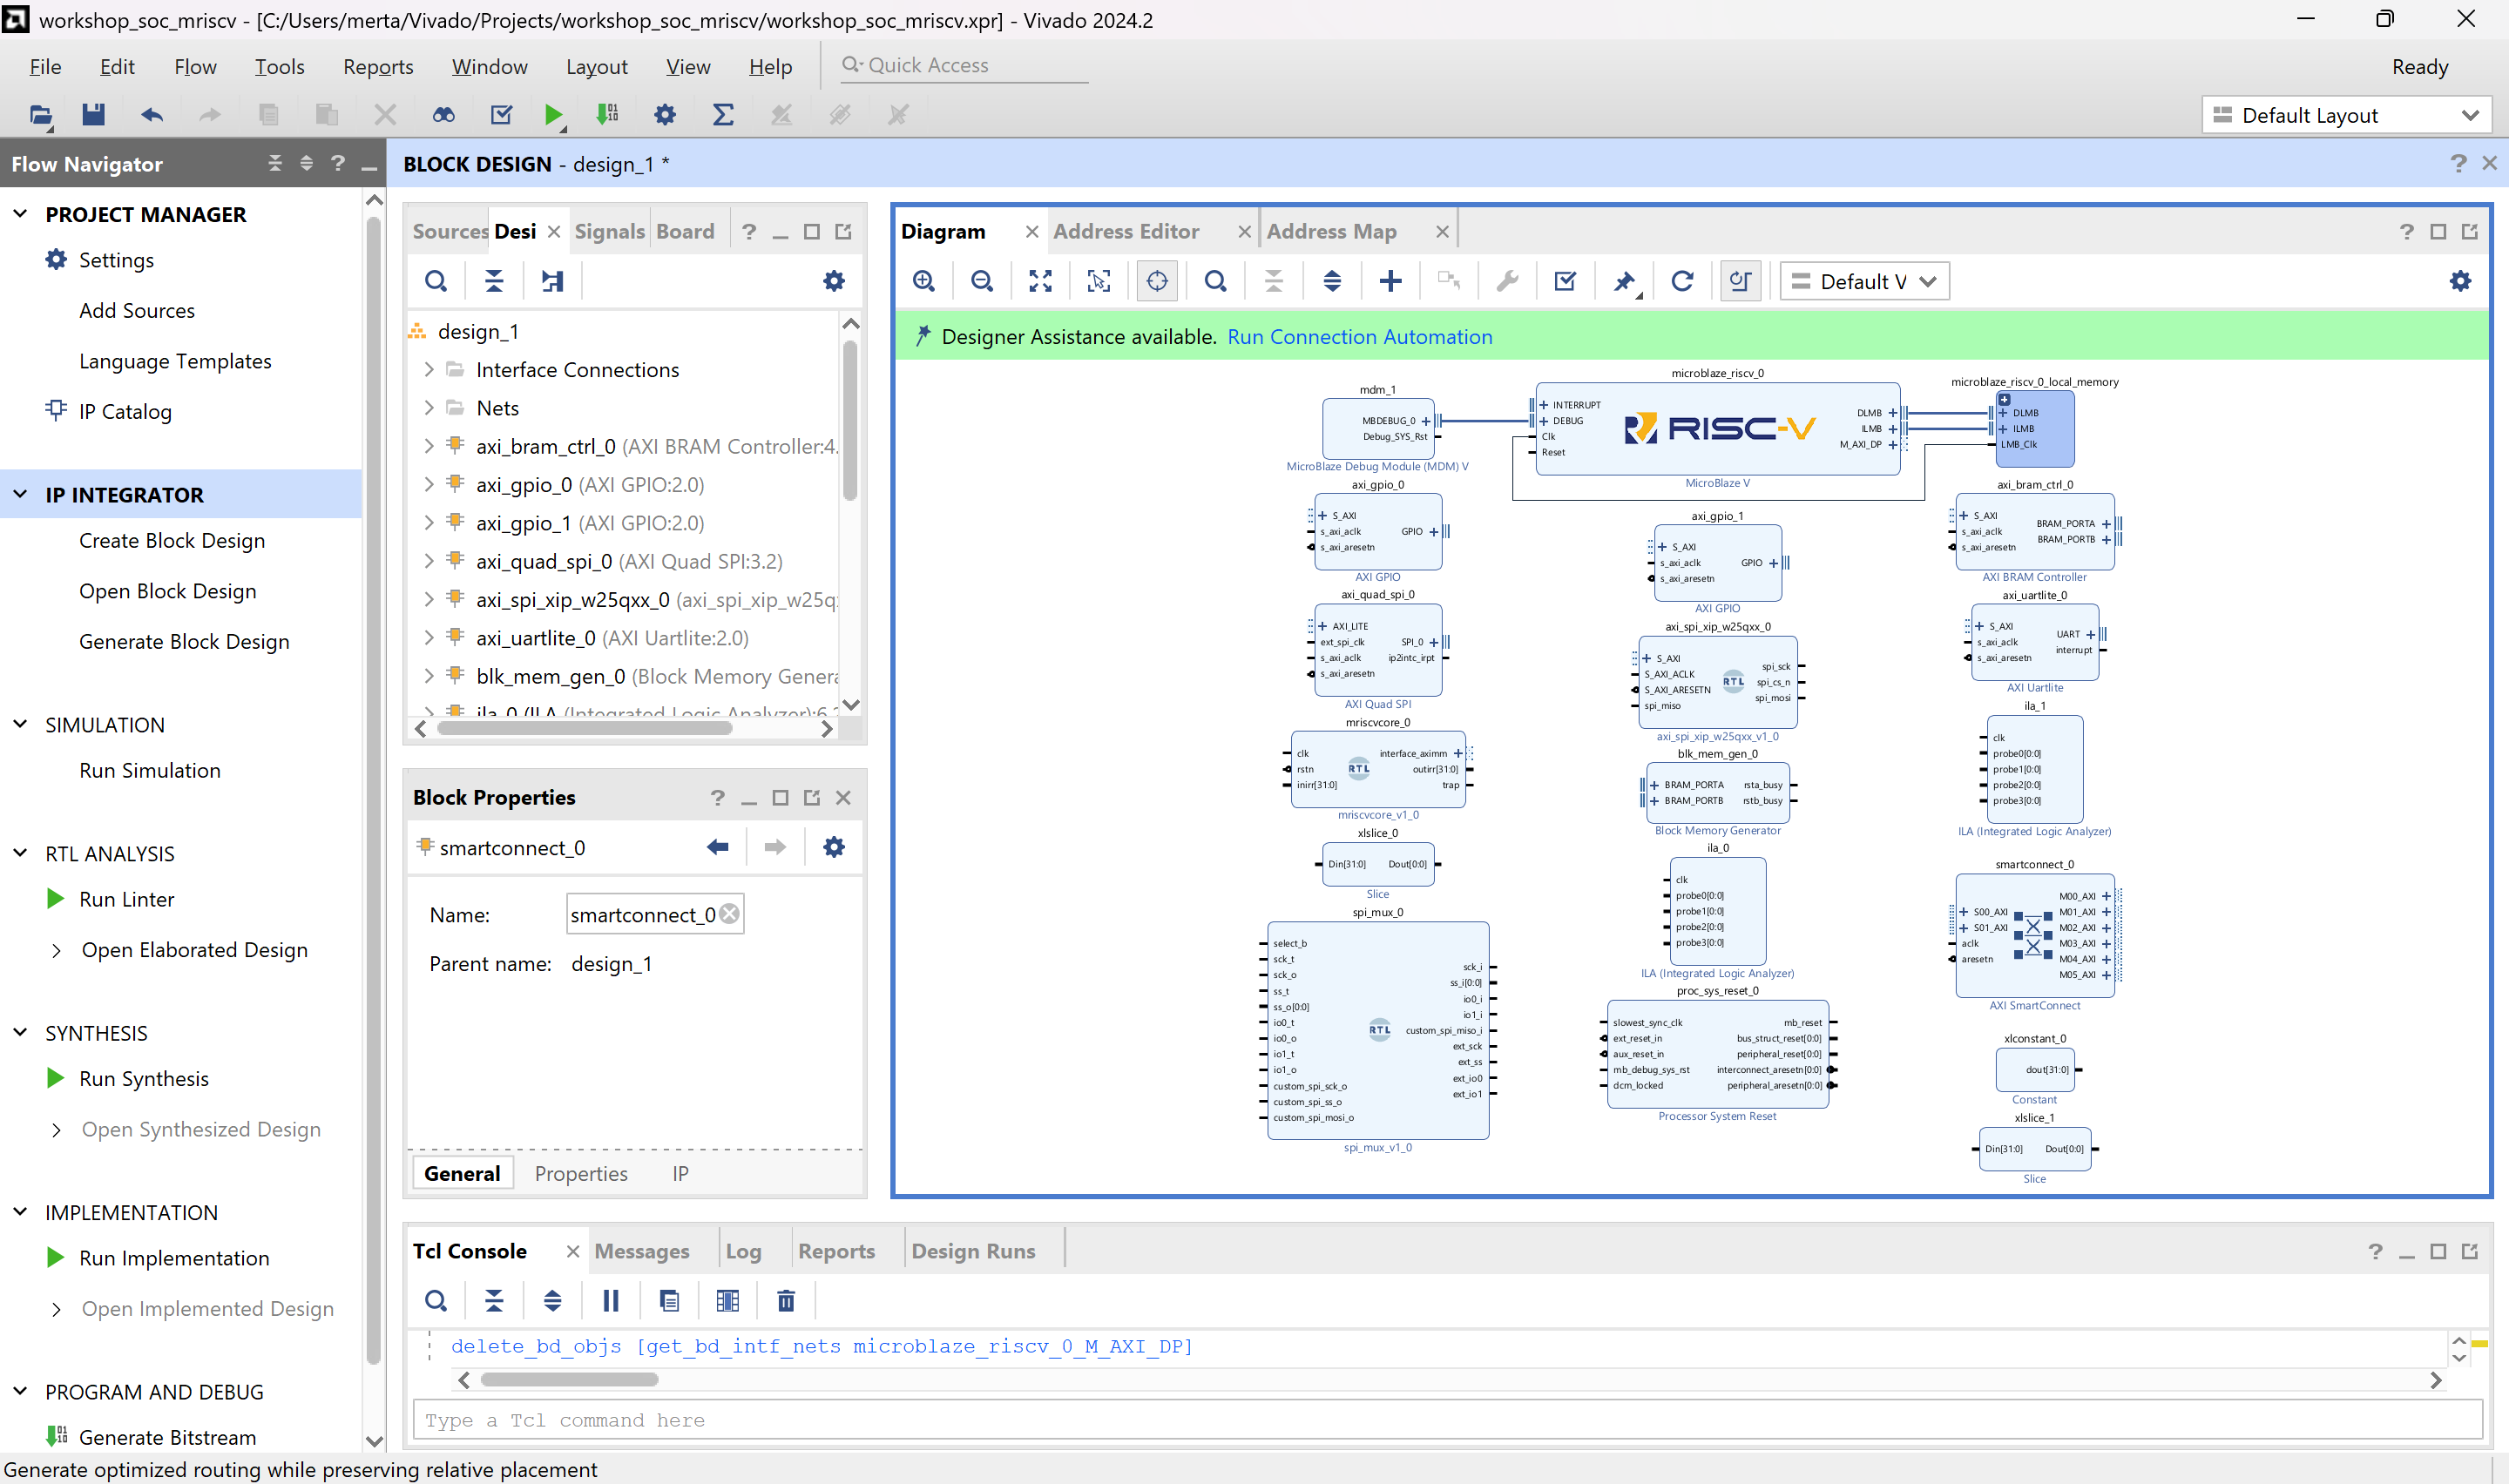 workshop_soc_mriscv - [C:/Users/merta/Vivado/Projects/workshop_soc_mriscv/workshop_soc_mriscv.xpr] - Vivado 2024.2
File Edit Flow Tools Reports Window Layout View Help Quick Access Ready
Default Layout
Flow Navigator
PROJECT MANAGER
Settings
Add Sources
Language Templates
IP Catalog
IP INTEGRATOR
Create Block Design
Open Block Design
Generate Block Design
SIMULATION
Run Simulation
RTL ANALYSIS
Run Linter
Open Elaborated Design
SYNTHESIS
Run Synthesis
Open Synthesized Design
IMPLEMENTATION
Run Implementation
Open Implemented Design
PROGRAM AND DEBUG
Generate Bitstream
BLOCK DESIGN - design_1 *
Sources Desi Signals Board
design_1
Interface Connections
Nets
axi_bram_ctrl_0 (AXI BRAM Controller:4.
axi_gpio_0 (AXI GPIO:2.0)
axi_gpio_1 (AXI GPIO:2.0)
axi_quad_spi_0 (AXI Quad SPI:3.2)
axi_spi_xip_w25qxx_0 (axi_spi_xip_w25q
axi_uartlite_0 (AXI Uartlite:2.0)
blk_mem_gen_0 (Block Memory Genera
ila_0 (ILA (Integrated Logic Analyzer):6.
Block Properties
smartconnect_0
Name: smartconnect_0
Parent name: design_1
General Properties IP
Diagram Address Editor Address Map
Default V
Designer Assistance available. Run Connection Automation
mdm_1
MBDEBUG_0
Debug_SYS_Rst
MicroBlaze Debug Module (MDM) V
microblaze_riscv_0
INTERRUPT
DEBUG
Clk
Reset
RISC-V
DLMB
ILMB
M_AXI_DP
MicroBlaze V
microblaze_riscv_0_local_memory
DLMB
ILMB
LMB_Clk
axi_gpio_0
S_AXI
s_axi_aclk
s_axi_aresetn
GPIO
AXI GPIO
axi_gpio_1
S_AXI
s_axi_aclk
s_axi_aresetn
GPIO
AXI GPIO
axi_bram_ctrl_0
S_AXI
s_axi_aclk
s_axi_aresetn
BRAM_PORTA
BRAM_PORTB
AXI BRAM Controller
axi_quad_spi_0
AXI_LITE
ext_spi_clk
s_axi_aclk
s_axi_aresetn
SPI_0
ip2intc_irpt
AXI Quad SPI
axi_spi_xip_w25qxx_0
S_AXI
S_AXI_ACLK
S_AXI_ARESETN
spi_miso
RTL
spi_sck
spi_cs_n
spi_mosi
axi_spi_xip_w25qxx_v1_0
axi_uartlite_0
S_AXI
s_axi_aclk
s_axi_aresetn
UART
interrupt
AXI Uartlite
mriscvcore_0
clk
rstn
inirr[31:0]
RTL
interface_aximm
outirr[31:0]
trap
mriscvcore_v1_0
blk_mem_gen_0
BRAM_PORTA
BRAM_PORTB
rsta_busy
rstb_busy
Block Memory Generator
ila_1
clk
probe0[0:0]
probe1[0:0]
probe2[0:0]
probe3[0:0]
ILA (Integrated Logic Analyzer)
xlslice_0
Din[31:0] Dout[0:0]
Slice
ila_0
clk
probe0[0:0]
probe1[0:0]
probe2[0:0]
probe3[0:0]
ILA (Integrated Logic Analyzer)
smartconnect_0
S00_AXI
S01_AXI
aclk
aresetn
M00_AXI
M01_AXI
M02_AXI
M03_AXI
M04_AXI
M05_AXI
AXI SmartConnect
spi_mux_0
select_b
sck_t
sck_o
ss_t
ss_o[0:0]
io0_t
io0_o
io1_t
io1_o
custom_spi_sck_o
custom_spi_ss_o
custom_spi_mosi_o
RTL
sck_i
ss_i[0:0]
io0_i
io1_i
custom_spi_miso_i
ext_sck
ext_ss
ext_io0
ext_io1
spi_mux_v1_0
proc_sys_reset_0
slowest_sync_clk
ext_reset_in
aux_reset_in
mb_debug_sys_rst
dcm_locked
mb_reset
bus_struct_reset[0:0]
peripheral_reset[0:0]
interconnect_aresetn[0:0]
peripheral_aresetn[0:0]
Processor System Reset
xlconstant_0
dout[31:0]
Constant
xlslice_1
Din[31:0] Dout[0:0]
Slice
Tcl Console Messages Log Reports Design Runs
delete_bd_objs [get_bd_intf_nets microblaze_riscv_0_M_AXI_DP]
Type a Tcl command here
Generate optimized routing while preserving relative placement